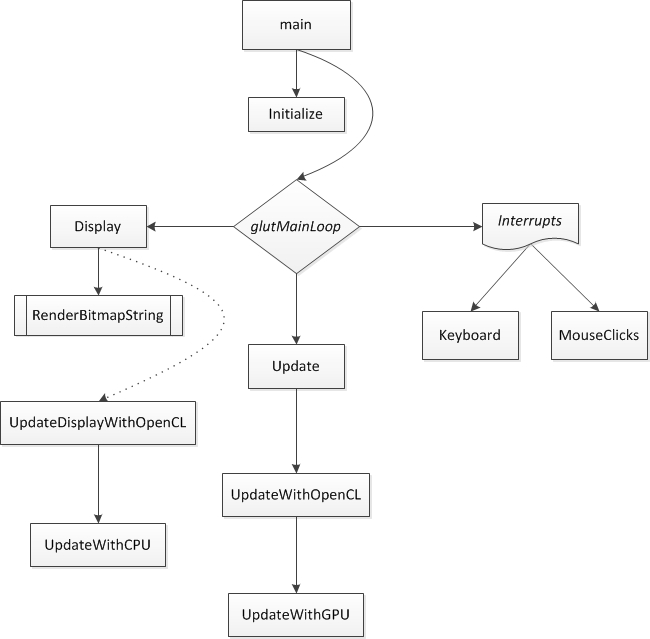 main
Initialize
Display
glutMainLoop
Interrupts
RenderBitmapString
Keyboard
MouseClicks
Update
UpdateDisplayWithOpenCL
UpdateWithOpenCL
UpdateWithCPU
UpdateWithGPU